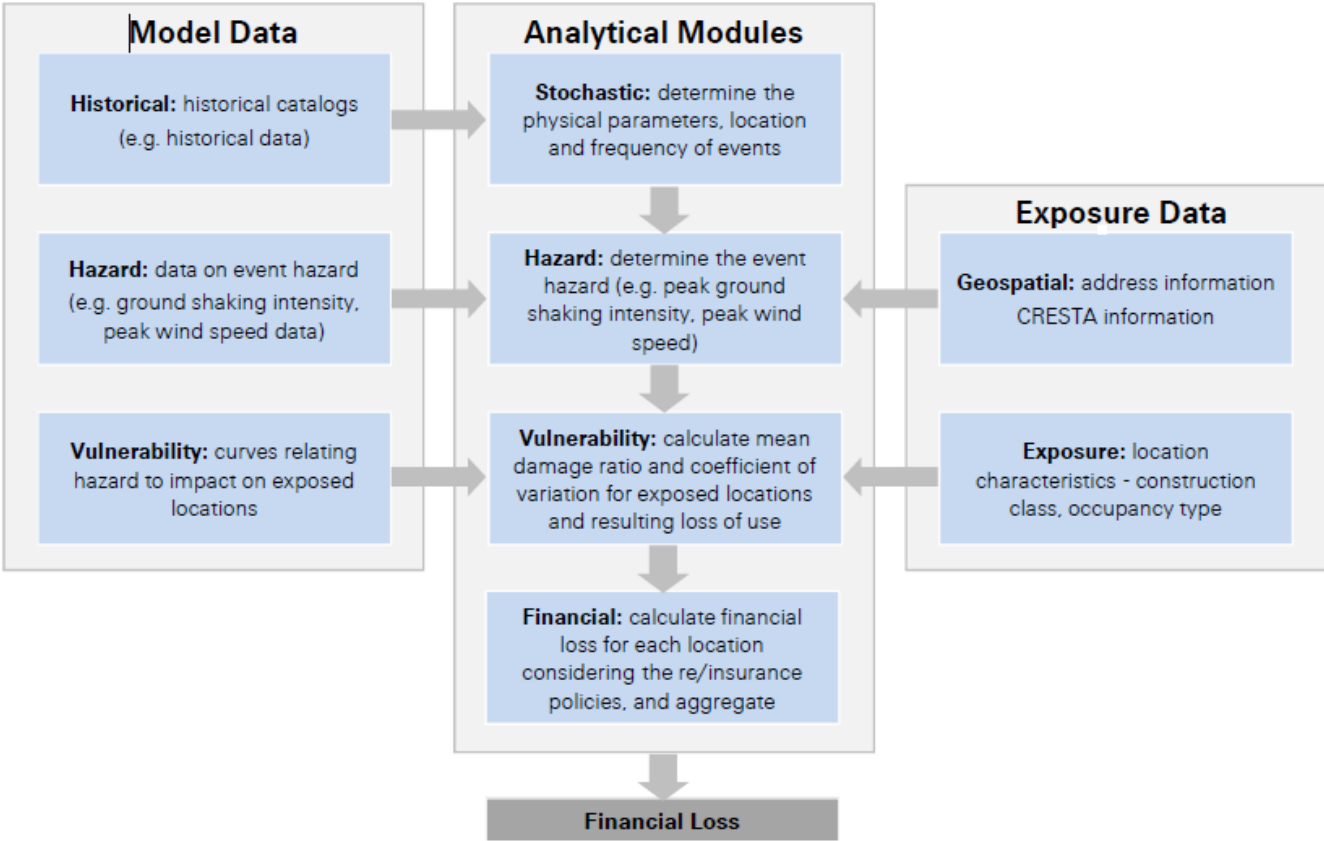 Model Data
Historical: historical catalogs
(e.g. historical data)
Hazard: data on event hazard
(e.g. ground shaking intensity,
peak wind speed data)
Vulnerability: curves relating
hazard to impact on exposed
locations
Analytical Modules
Stochastic: determine the
physical parameters, location
and frequency of events
Hazard: determine the event
hazard (e.g. peak ground
shaking intensity, peak wind
speed)
Vulnerability: calculate mean
damage ratio and coefficient of
variation for exposed locations
and resulting loss of use
Financial: calculate financial
loss for each location
considering the re/insurance
policies, and aggregate
Exposure Data
Geospatial: address information
CRESTA information
Exposure: location
characteristics - construction
class, occupancy type
Financial Loss